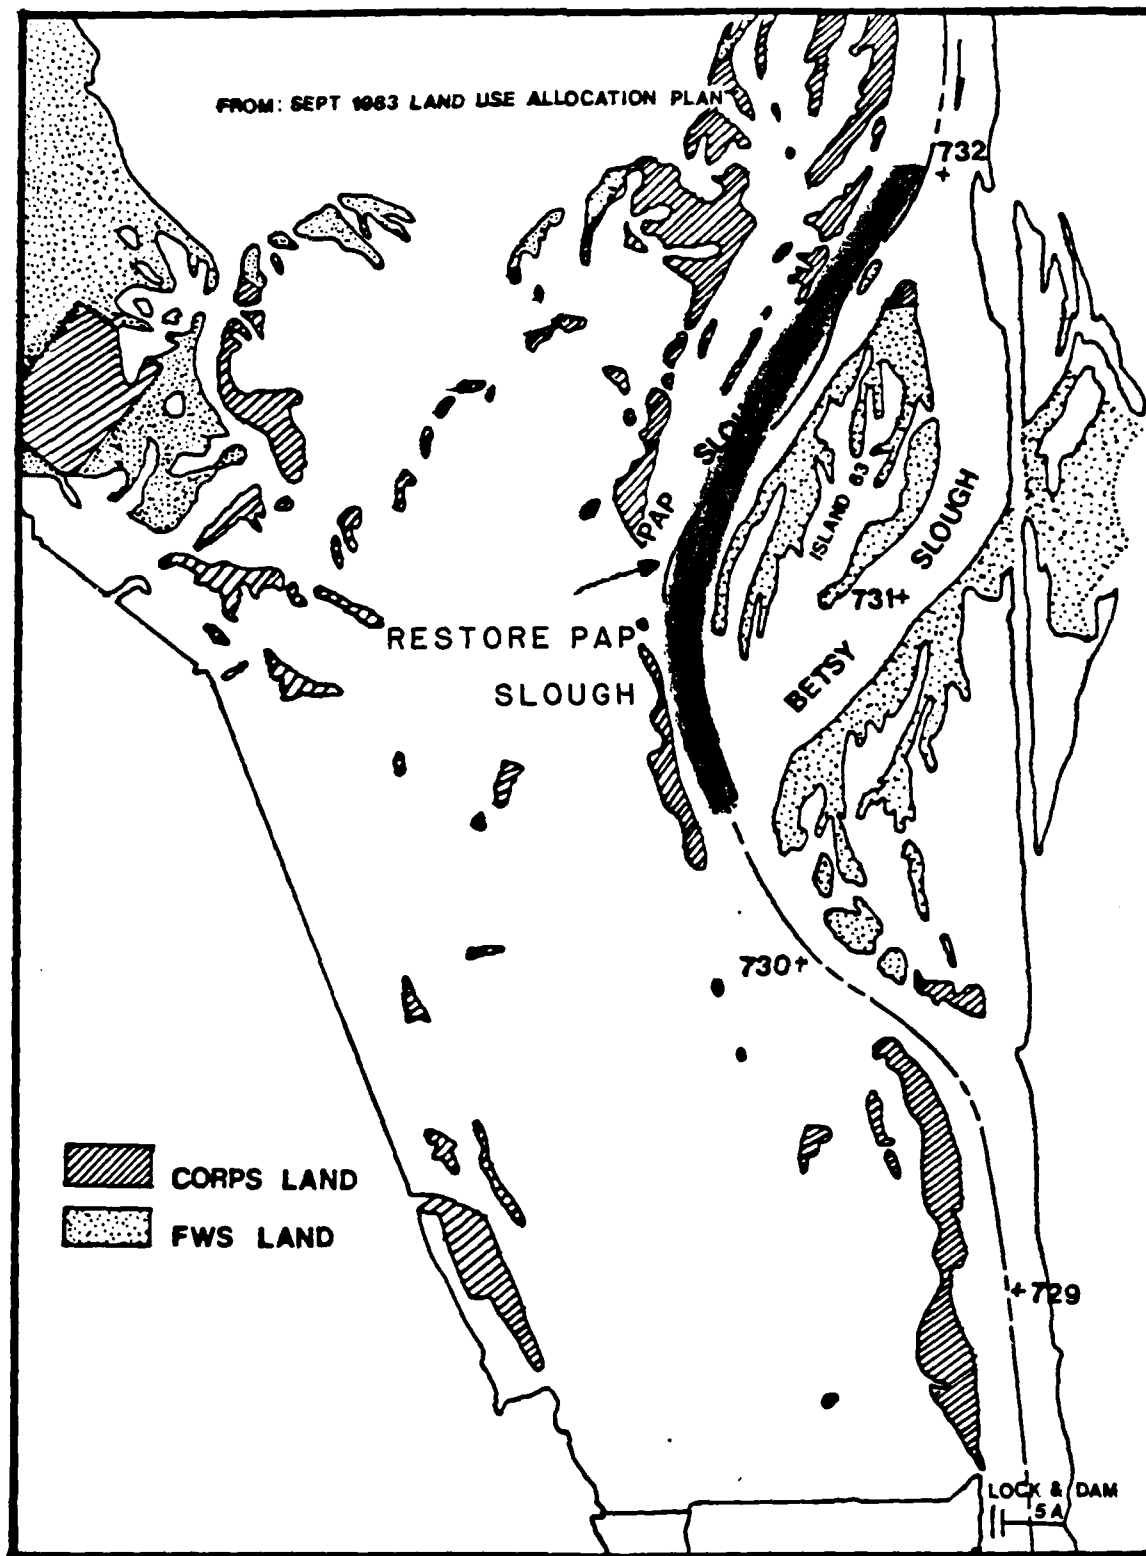 FROM: SEPT 1983 LAND USE ALLOCATION PLAN
732
PAP SLOUGH
ISLAND 63
SLOUGH
731+
BETSY
RESTORE PAP
SLOUGH
730+
CORPS LAND
FWS LAND
+729
LOCK & DAM
5A